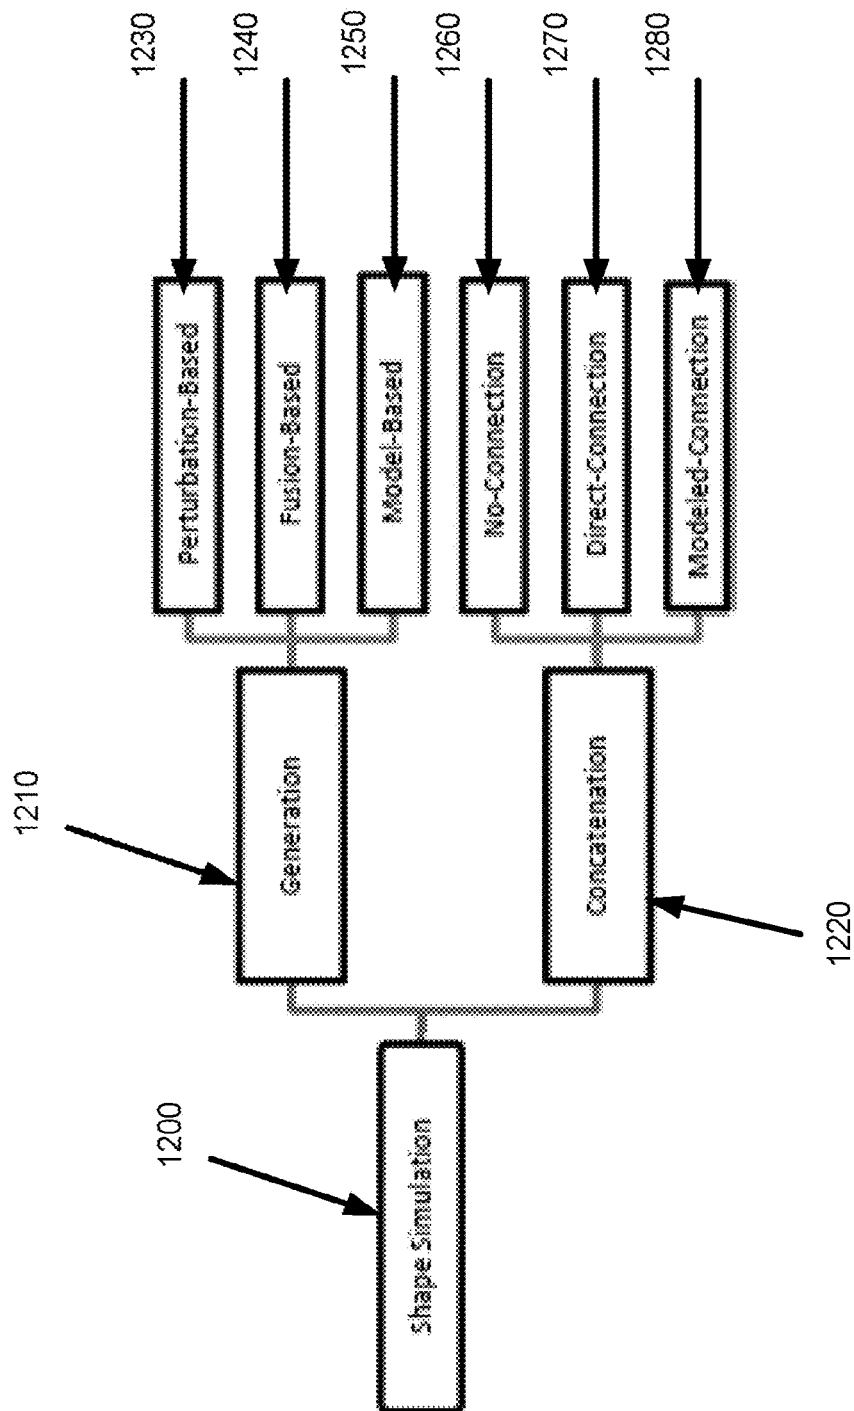 1200
Shape Simulation
1210
Generation
1220
Concatenation
Perturbation-Based
1230
Fusion-Based
1240
Model-Based
1250
No-Connection
1260
Direct-Connection
1270
Modeled-Connection
1280